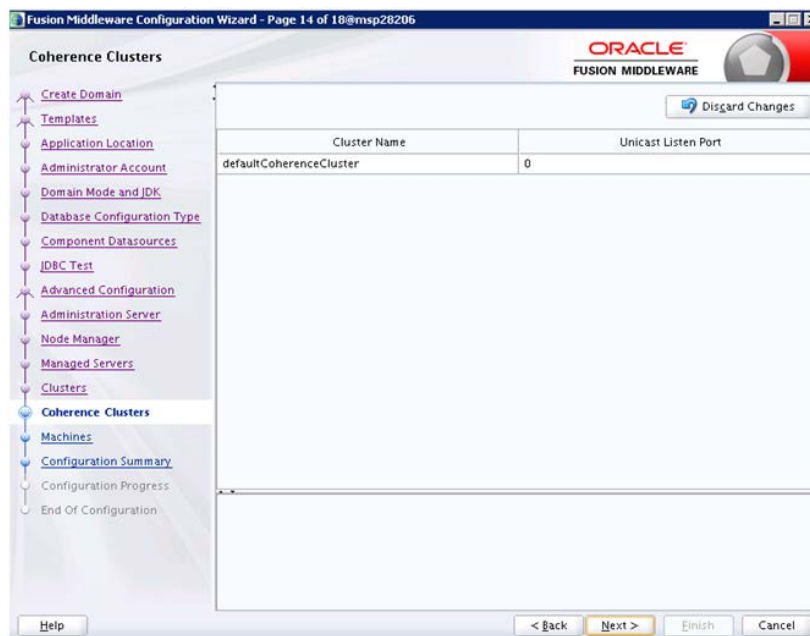 Fusion Middleware Configuration Wizard - Page 14 of 18@msp28206
Coherence Clusters
ORACLE
FUSION MIDDLEWARE
Create Domain
Templates
Application Location
Administrator Account
Domain Mode and JDK
Database Configuration Type
Component Datasources
JDBC Test
Advanced Configuration
Administration Server
Node Manager
Managed Servers
Clusters
Coherence Clusters
Machines
Configuration Summary
Configuration Progress
End Of Configuration
Discard Changes
Cluster Name Unicast Listen Port
defaultCoherenceCluster 0
Help < Back Next > Finish Cancel